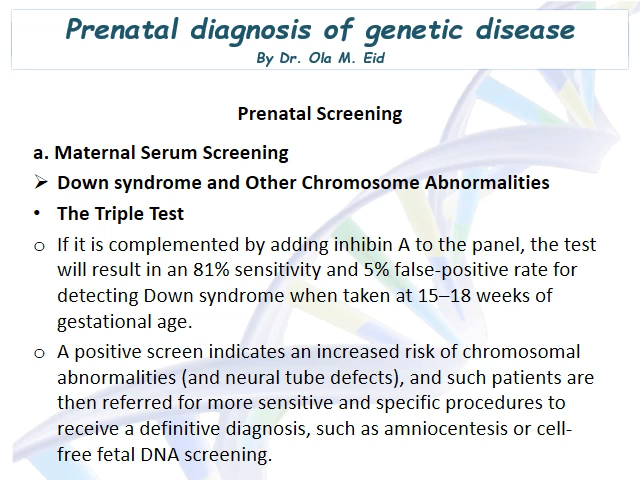 Prenatal diagnosis of genetic disease
By Dr. Ola M. Eid
Prenatal Screening
a. Maternal Serum Screening
➢ Down syndrome and Other Chromosome Abnormalities
• The Triple Test
o If it is complemented by adding inhibin A to the panel, the test
will result in an 81% sensitivity and 5% false-positive rate for
detecting Down syndrome when taken at 15–18 weeks of
gestational age.
o A positive screen indicates an increased risk of chromosomal
abnormalities (and neural tube defects), and such patients are
then referred for more sensitive and specific procedures to
receive a definitive diagnosis, such as amniocentesis or cell-
free fetal DNA screening.